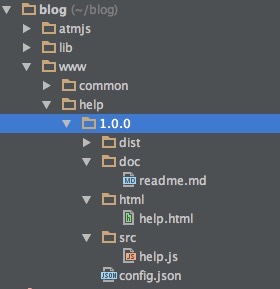 blog (~/blog)
atmjs
lib
www
common
help
1.0.0
dist
doc
MD readme.md
html
h help.html
src
JS help.js
JSON config.json